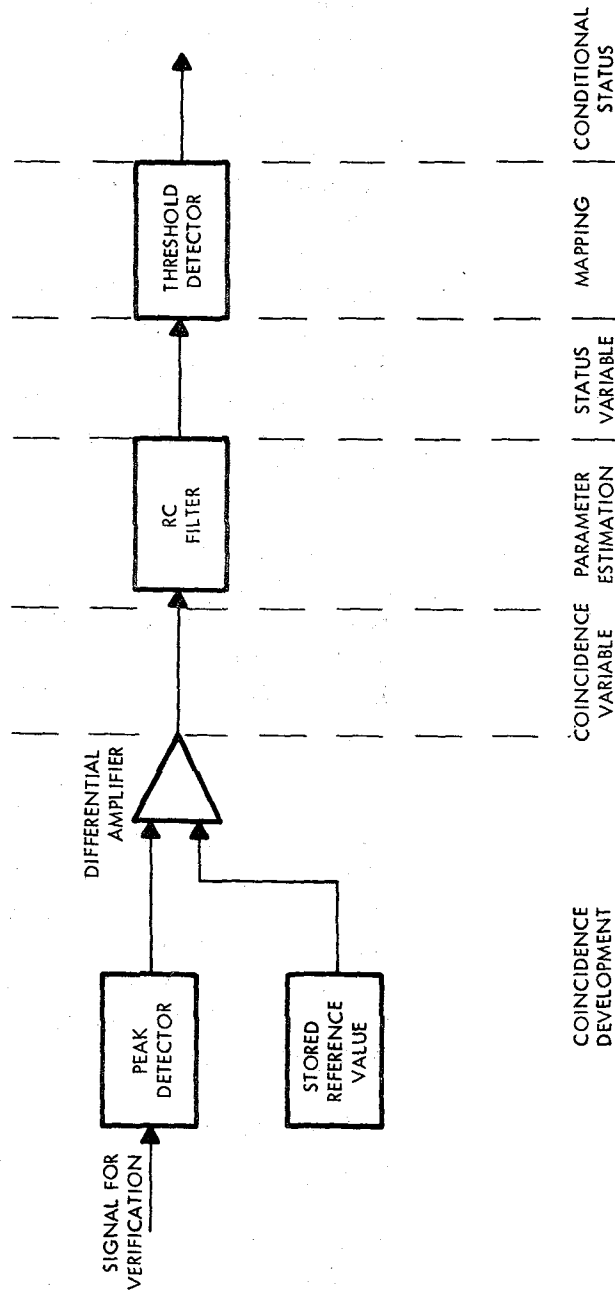 SIGNAL FOR
VERIFICATION
PEAK
DETECTOR
STORED
REFERENCE
VALUE
DIFFERENTIAL
AMPLIFIER
RC
FILTER
THRESHOLD
DETECTOR
COINCIDENCE
DEVELOPMENT
COINCIDENCE
VARIABLE
PARAMETER
ESTIMATION
STATUS
VARIABLE
MAPPING
CONDITIONAL
STATUS